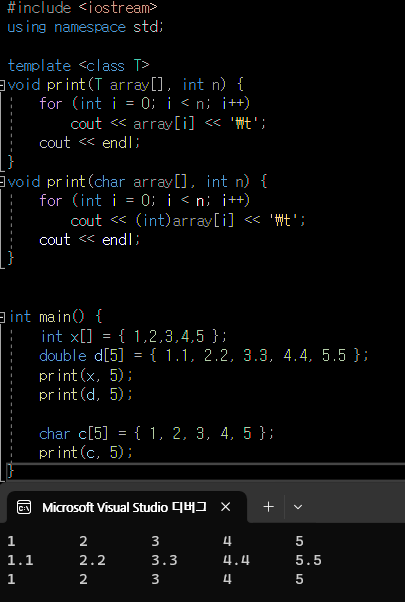 #include <iostream>
using namespace std;
template <class T>
void print(T array[], int n) {
for (int i = 0; i < n; i++)
cout << array[i] << '₩t';
cout << endl;
}
void print(char array[], int n) {
for (int i = 0; i < n; i++)
cout << (int)array[i] << '₩t';
cout << endl;
}
int main() {
int x[] = { 1,2,3,4,5 };
double d[5] = { 1.1, 2.2, 3.3, 4.4, 5.5 };
print(x, 5);
print(d, 5);
char c[5] = { 1, 2, 3, 4, 5 };
print(c, 5);
}
Microsoft Visual Studio 디버그
1 2 3 4 5
1.1 2.2 3.3 4.4 5.5
1 2 3 4 5